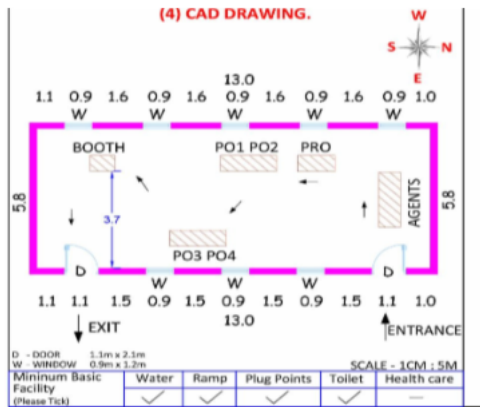 (4) CAD DRAWING.
W
S N
E
13.0
1.1 0.9 1.6 0.9 1.6 0.9 1.6 0.9 1.6 0.9 1.0
W W W W W
BOOTH PO1 PO2 PRO
5.8 3.7 AGENTS 5.8
PO3 PO4
D W W W D
1.1 1.1 1.5 0.9 1.5 0.9 1.5 0.9 1.5 1.1 1.0
13.0
EXIT ENTRANCE
D - DOOR 1.1m x 2.1m
W - WINDOW 0.9m x 1.2m SCALE - 1CM : 5M
Mininum Basic Facility (Please Tick) Water Ramp Plug Points Toilet Health care